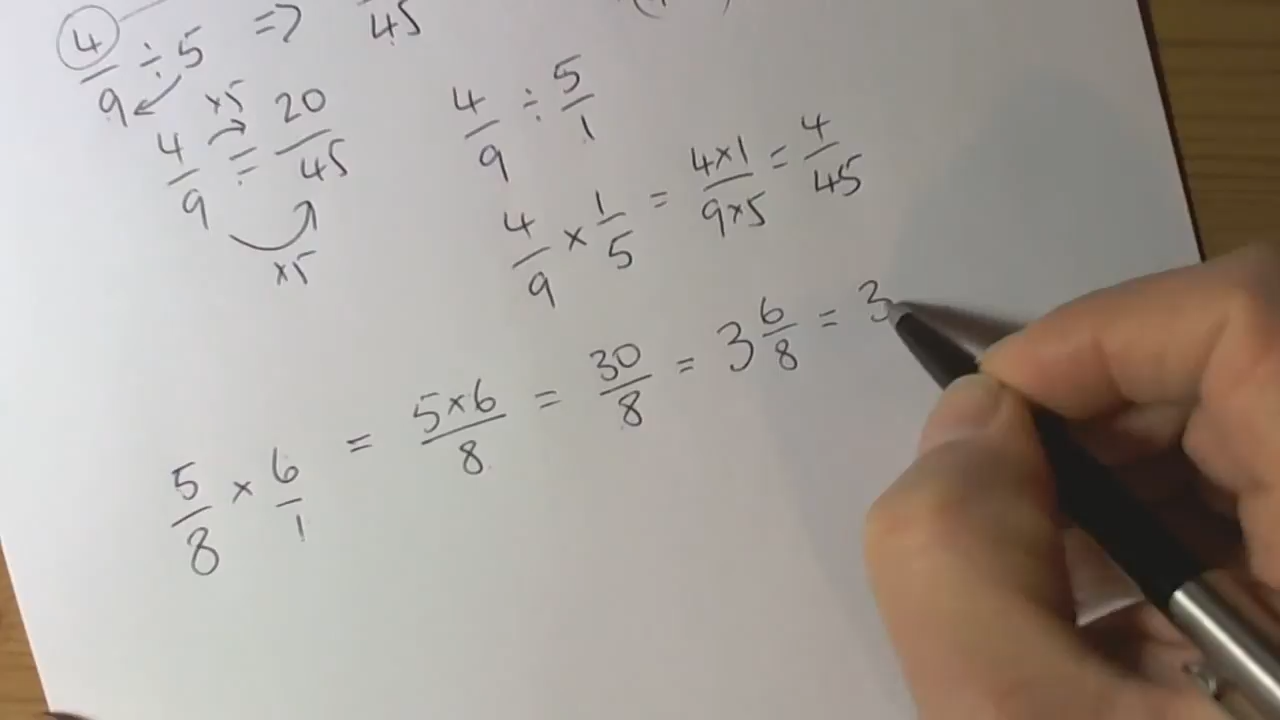 4/9 ÷ 5 ⇒ /45
4/9 = 20/45
×5
×5
4/9 ÷ 5/1
4/9 × 1/5 = 4×1/9×5 = 4/45
5/8 × 6/1 = 5×6/8 = 30/8 = 3 6/8 = 3